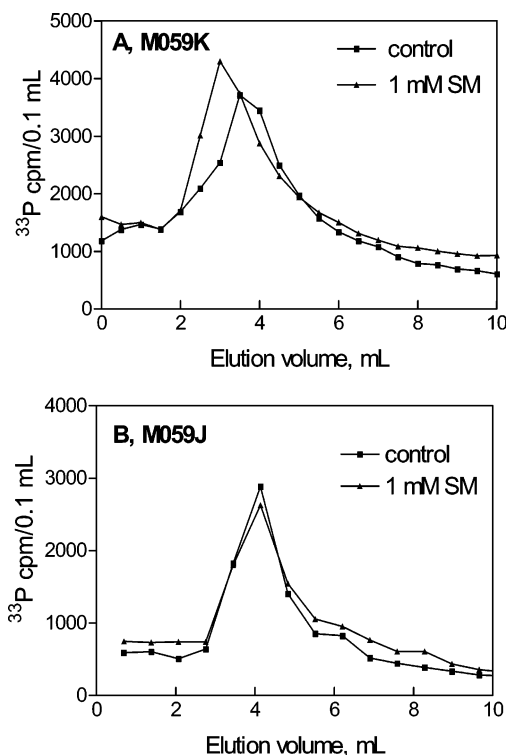 A, M059K
control
1 mM SM
33P cpm/0.1 mL
5000
4000
3000
2000
1000
0
0 2 4 6 8 10
Elution volume, mL
B, M059J
control
1 mM SM
33P cpm/0.1 mL
4000
3000
2000
1000
0
0 2 4 6 8 10
Elution volume, mL